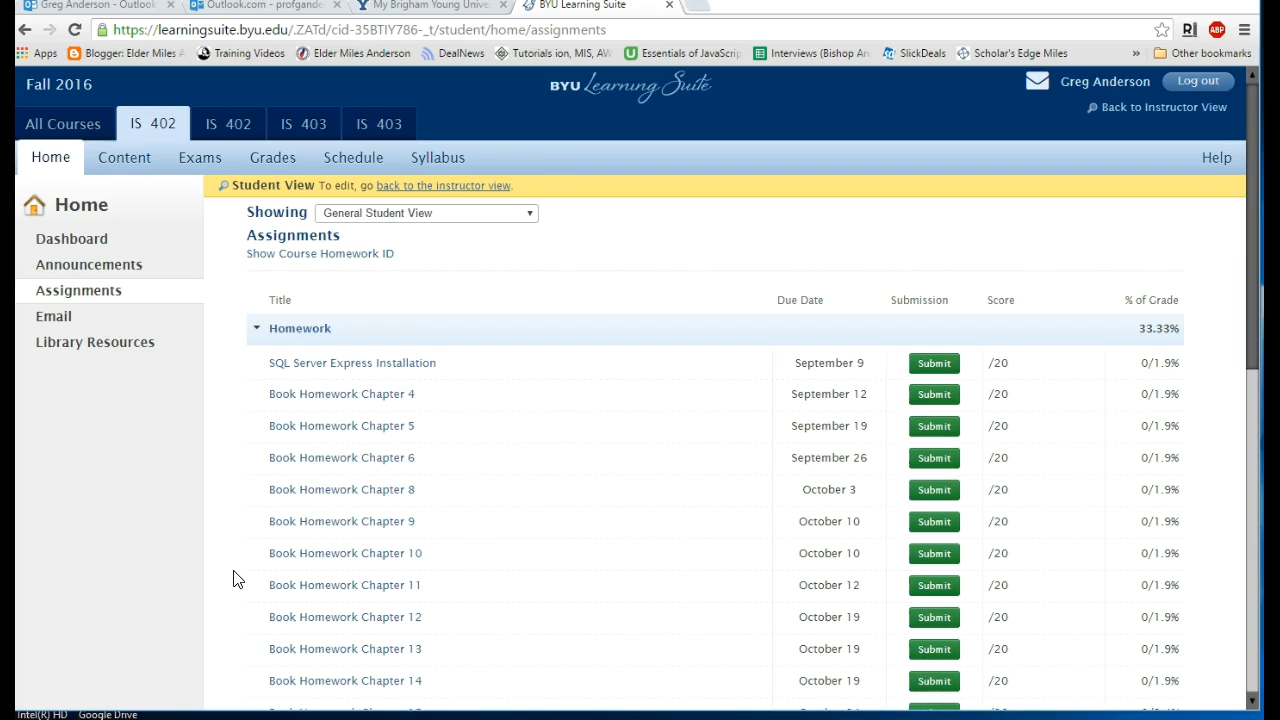 Greg Anderson - Outlook
Outlook.com - profgande
My Brigham Young Unive
BYU Learning Suite
https://learningsuite.byu.edu/.ZATd/cid-35BTIY786-_t/student/home/assignments
Apps
Blogger: Elder Miles A
Training Videos
Elder Miles Anderson
DesNews
Tutors: Mission, MIS, AW
Essentials of JavaScrip
Interviews (Bishop An
SlickDeals
Scholar's Edge Miles
»
Other bookmarks
Fall 2016
BYU Learning Suite
Greg Anderson
Log out
Back to Instructor View
All Courses
IS 402
IS 402
IS 403
IS 403
Home
Content
Exams
Grades
Schedule
Syllabus
Help
Home
Dashboard
Announcements
Assignments
Email
Library Resources
Student View To edit, go back to the instructor view.
Showing General Student View
Assignments
Show Course Homework ID
Title Due Date Submission Score % of Grade
Homework 33.33%
SQL Server Express Installation September 9 Submit /20 0/1.9%
Book Homework Chapter 4 September 12 Submit /20 0/1.9%
Book Homework Chapter 5 September 19 Submit /20 0/1.9%
Book Homework Chapter 6 September 26 Submit /20 0/1.9%
Book Homework Chapter 8 October 3 Submit /20 0/1.9%
Book Homework Chapter 9 October 10 Submit /20 0/1.9%
Book Homework Chapter 10 October 10 Submit /20 0/1.9%
Book Homework Chapter 11 October 12 Submit /20 0/1.9%
Book Homework Chapter 12 October 19 Submit /20 0/1.9%
Book Homework Chapter 13 October 19 Submit /20 0/1.9%
Book Homework Chapter 14 October 19 Submit /20 0/1.9%
Intel(R) HD Google Drive